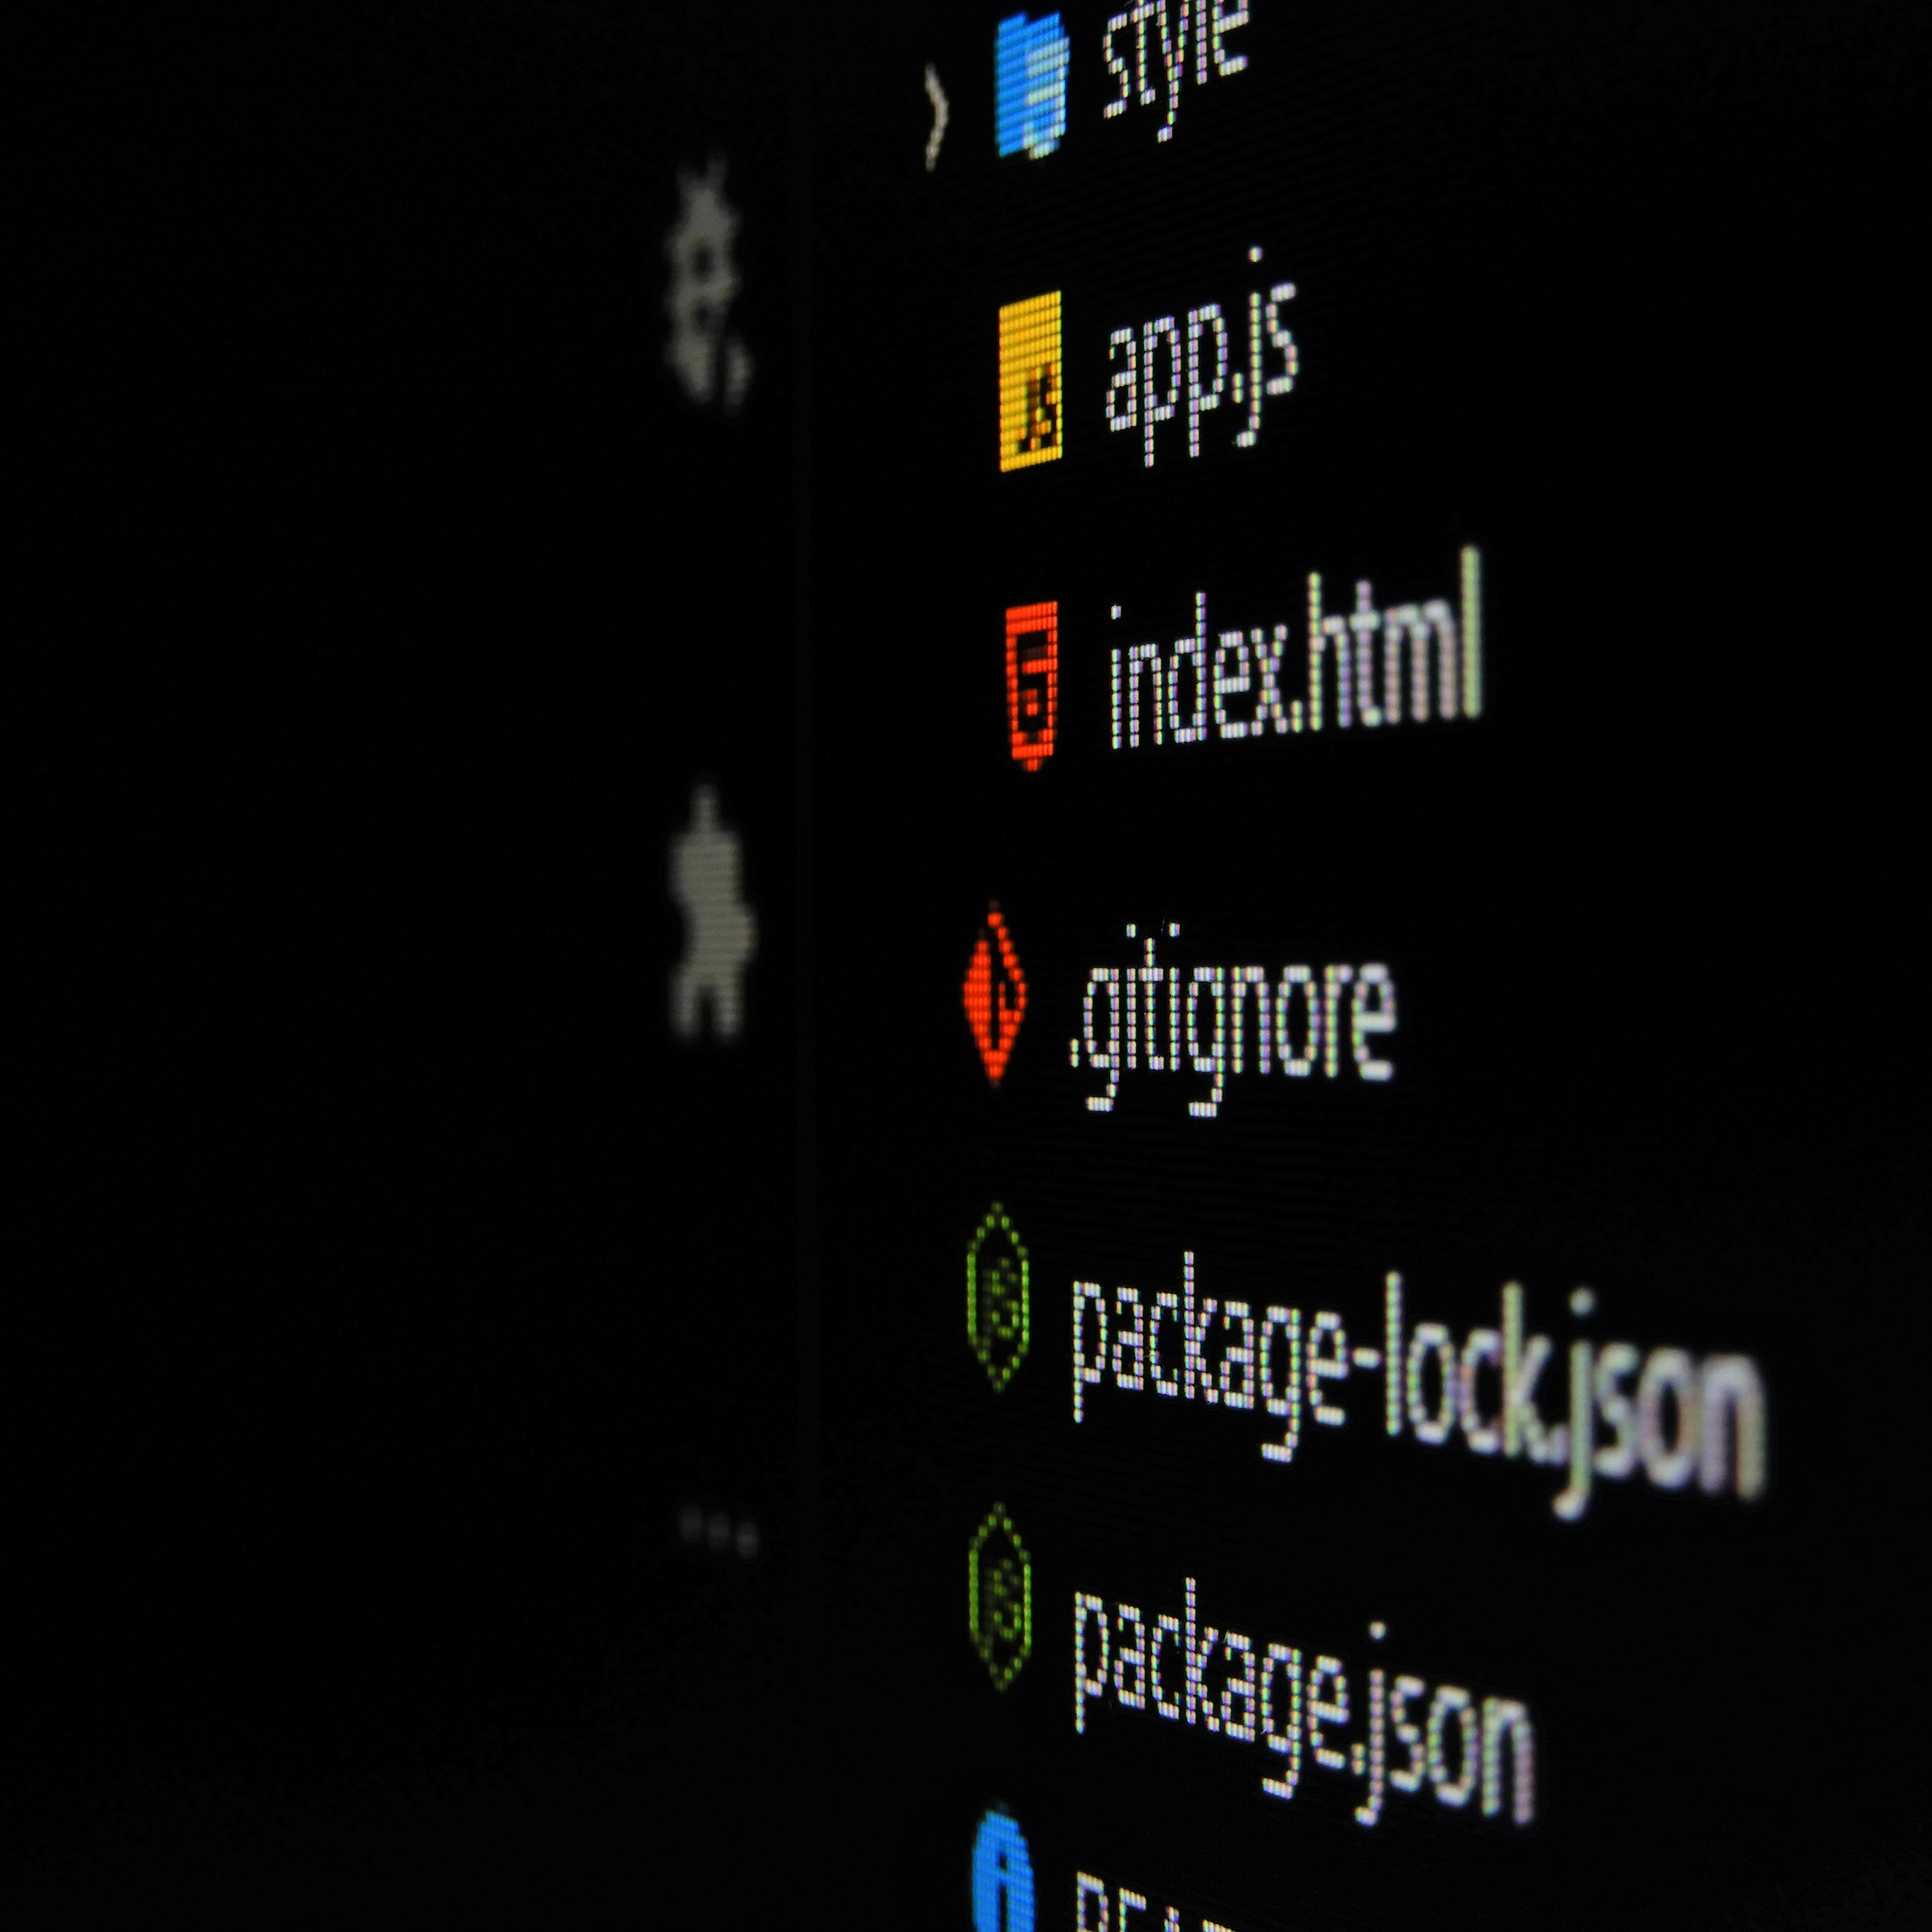 style
app.js
index.html
.gitignore
package-lock.json
package.json